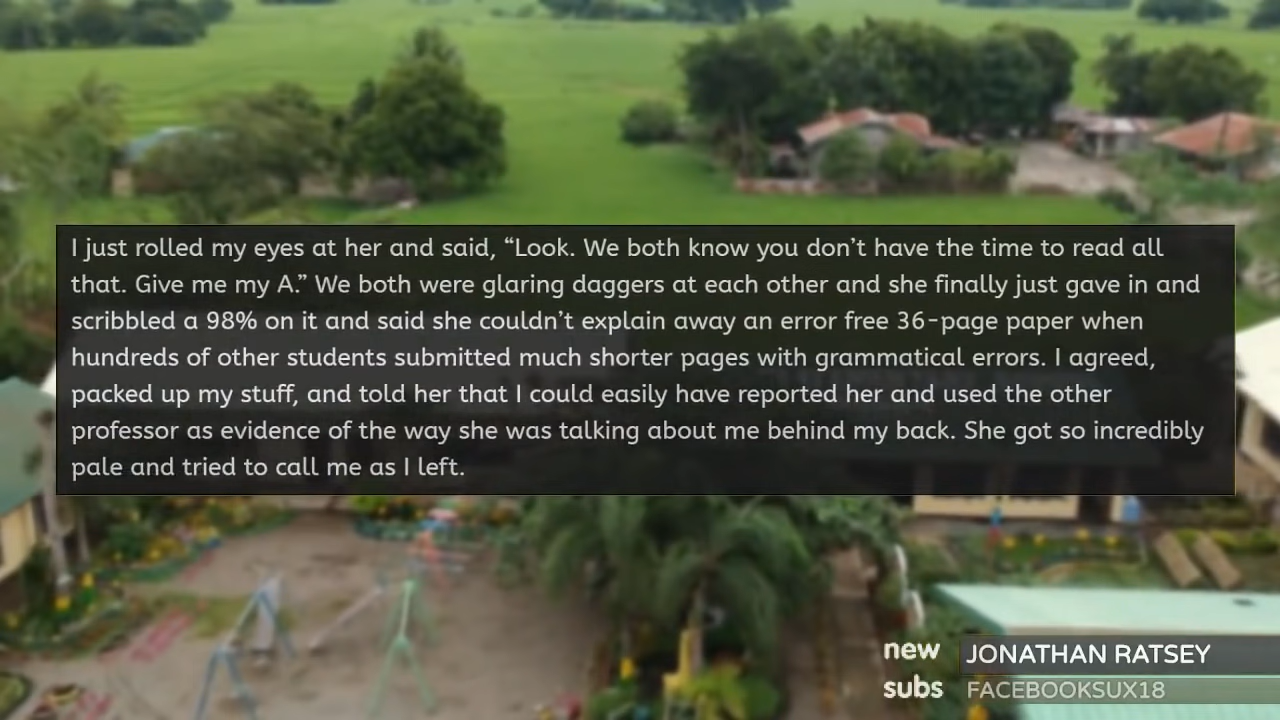 I just rolled my eyes at her and said, “Look. We both know you don’t have the time to read all
that. Give me my A.” We both were glaring daggers at each other and she finally just gave in and
scribbled a 98% on it and said she couldn’t explain away an error free 36-page paper when
hundreds of other students submitted much shorter pages with grammatical errors. I agreed,
packed up my stuff, and told her that I could easily have reported her and used the other
professor as evidence of the way she was talking about me behind my back. She got so incredibly
pale and tried to call me as I left.
new JONATHAN RATSEY
subs FACEBOOKSUX18